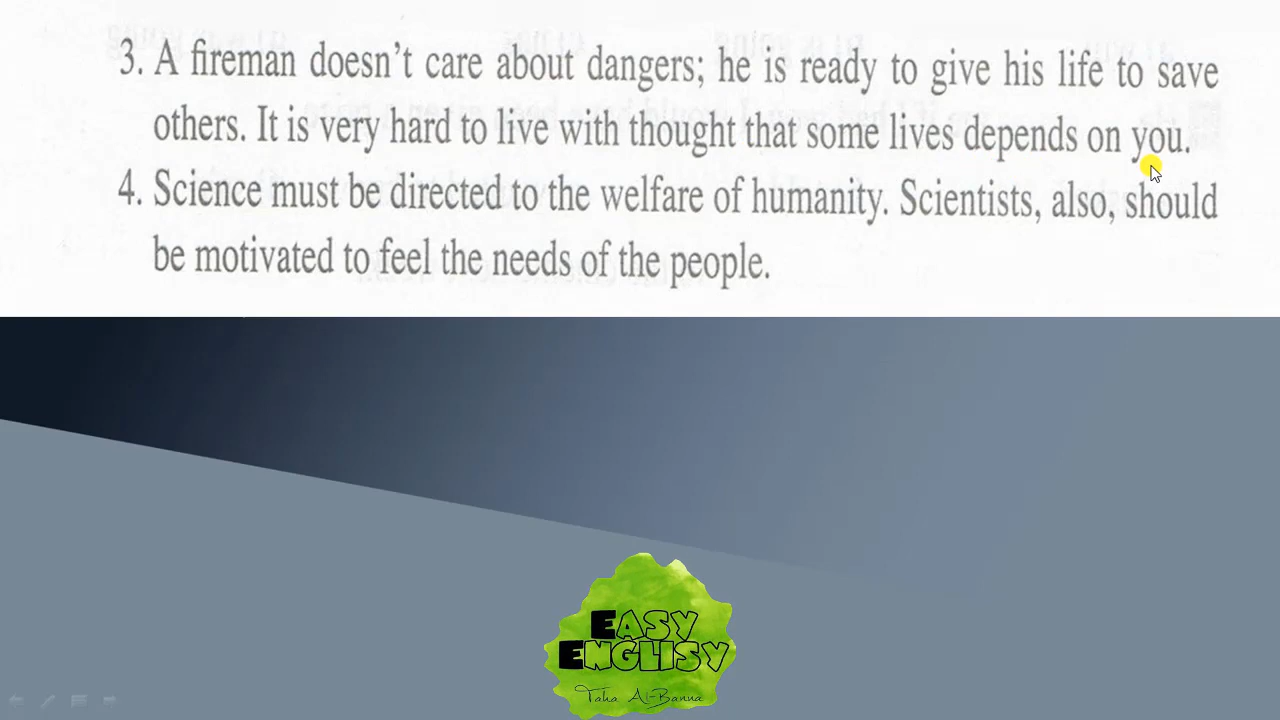 3. A fireman doesn't care about dangers; he is ready to give his life to save
others. It is very hard to live with thought that some lives depends on you.
4. Science must be directed to the welfare of humanity. Scientists, also, should
be motivated to feel the needs of the people.
EASY
ENGLISY
Taha Al-Banna